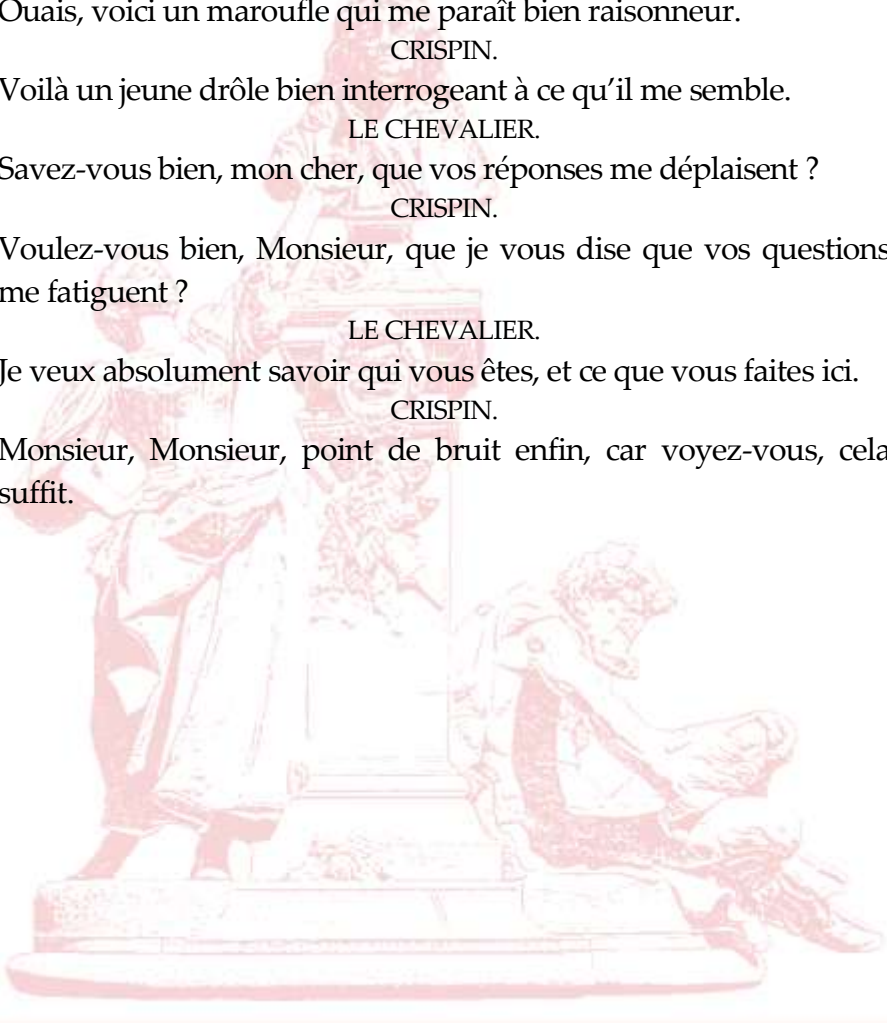 Ouais, voici un maroufle qui me paraît bien raisonneur.
CRISPIN.
Voilà un jeune drôle bien interrogeant à ce qu’il me semble.
LE CHEVALIER.
Savez-vous bien, mon cher, que vos réponses me déplaisent ?
CRISPIN.
Voulez-vous bien, Monsieur, que je vous dise que vos questions
me fatiguent ?
LE CHEVALIER.
Je veux absolument savoir qui vous êtes, et ce que vous faites ici.
CRISPIN.
Monsieur, Monsieur, point de bruit enfin, car voyez-vous, cela
suffit.